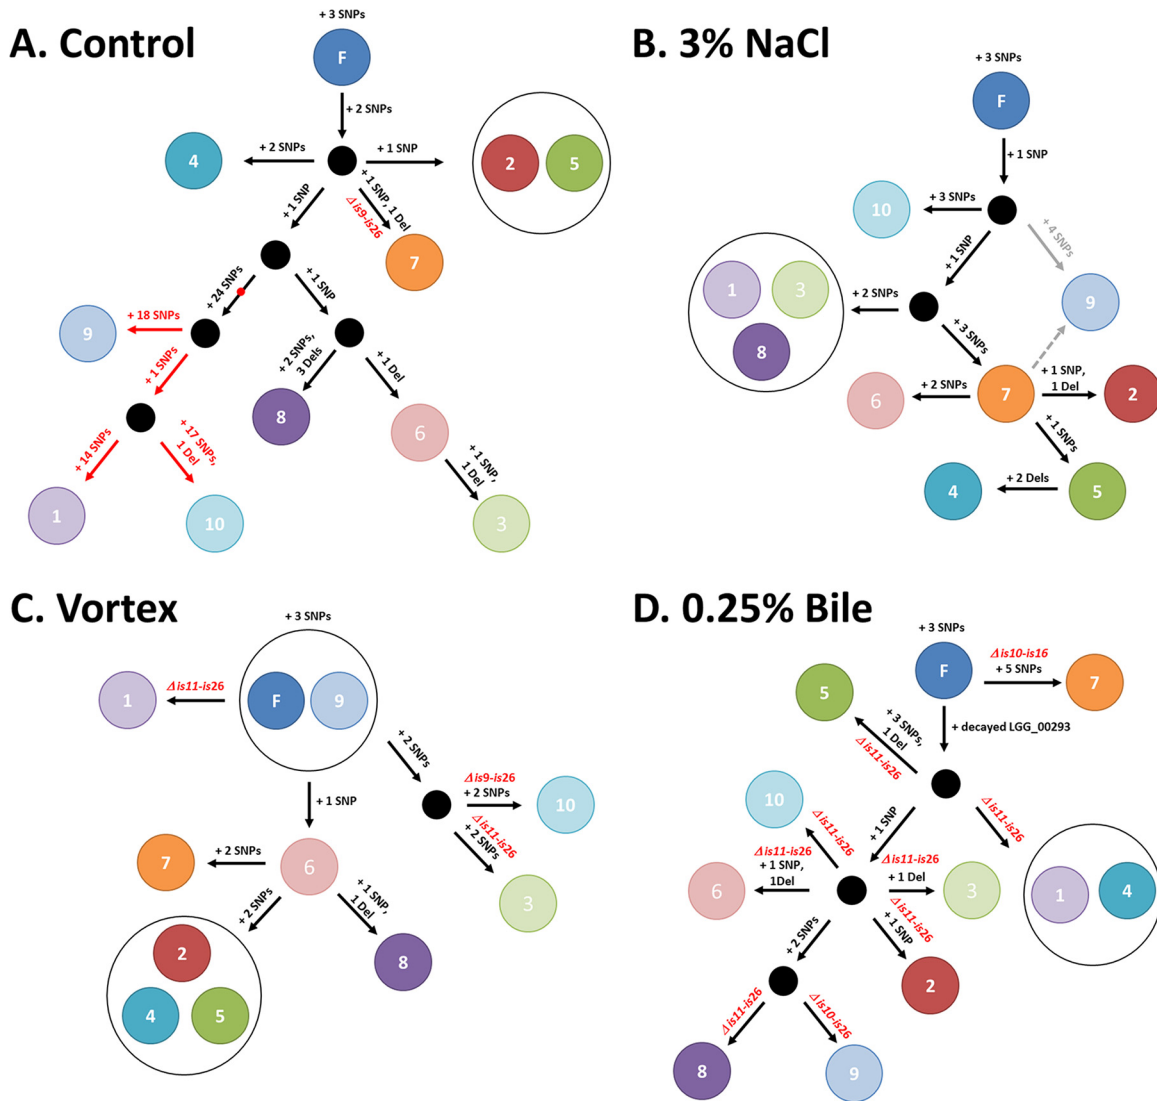 A. Control
+ 3 SNPs
F
+ 2 SNPs
4
+ 2 SNPs
+ 1 SNP
2
5
+ 1 SNP
+ 1 SNP, 1 Del
Δis9-is26
7
+ 24 SNPs
+ 1 SNP
9
+ 18 SNPs
+ 1 SNPs
+ 2 SNPs,
3 Dels
+ 1 Del
8
6
+ 14 SNPs
+ 17 SNPs,
1 Del
+ 1 SNP,
1 Del
1
10
3
B. 3% NaCl
+ 3 SNPs
F
+ 1 SNP
10
+ 3 SNPs
+ 4 SNPs
+ 1 SNP
9
1
3
8
+ 2 SNPs
+ 3 SNPs
6
+ 2 SNPs
7
+ 1 SNP,
1 Del
2
+ 1 SNPs
4
+ 2 Dels
5
C. Vortex
+ 3 SNPs
1
Δis11-is26
F
9
+ 2 SNPs
Δis9-is26
+ 2 SNPs
10
+ 1 SNP
Δis11-is26
+ 2 SNPs
7
+ 2 SNPs
6
3
+ 2 SNPs
+ 1 SNP,
1 Del
2
4
5
8
D. 0.25% Bile
+ 3 SNPs
F
Δis10-is16
+ 5 SNPs
7
5
+ 3 SNPs,
1 Del
Δis11-is26
+ decayed LGG_00293
10
Δis11-is26
+ 1 SNP
Δis11-is26
6
Δis11-is26
+ 1 SNP,
1Del
Δis11-is26
+ 1 Del
3
1
4
+ 2 SNPs
Δis11-is26
+ 1 SNP
2
Δis11-is26
Δis10-is26
8
9